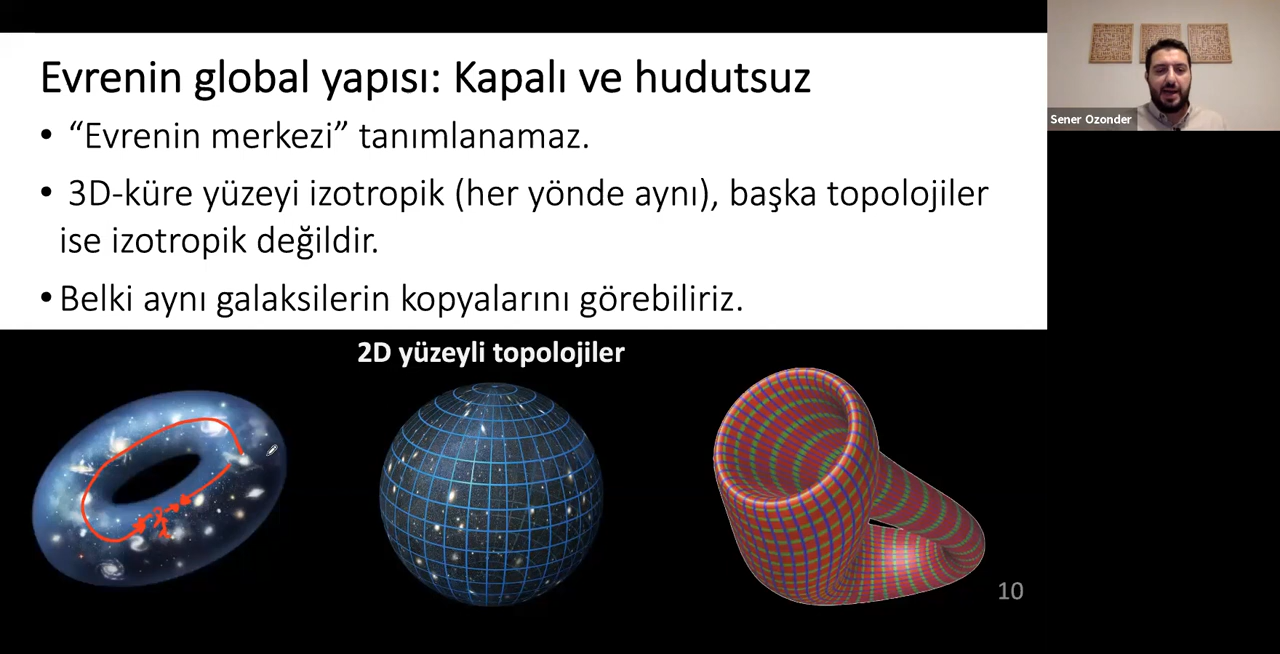 Evrenin global yapısı: Kapalı ve hudutsuz
• “Evrenin merkezi” tanımlanamaz.
• 3D-küre yüzeyi izotropik (her yönde aynı), başka topolojiler
ise izotropik değildir.
• Belki aynı galaksilerin kopyalarını görebiliriz.
2D yüzeyli topolojiler
10
Sener Ozonder